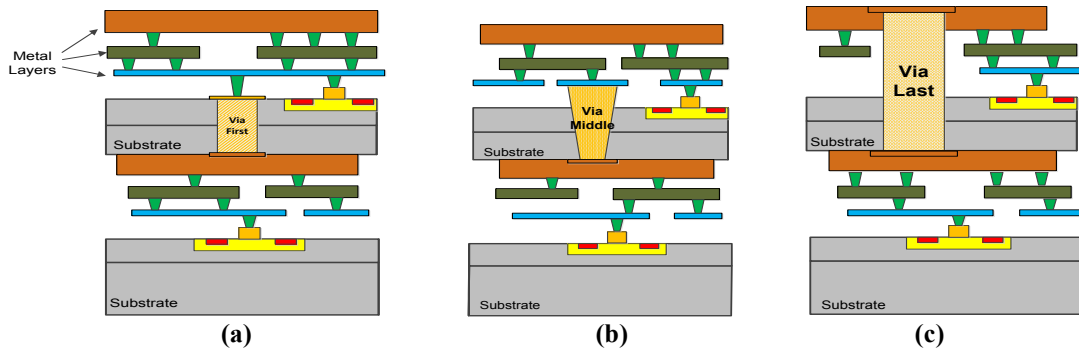 Metal
Layers
Via
First
Substrate
Substrate
(a)
Via
Middle
Substrate
Substrate
(b)
Via
Last
Substrate
Substrate
(c)